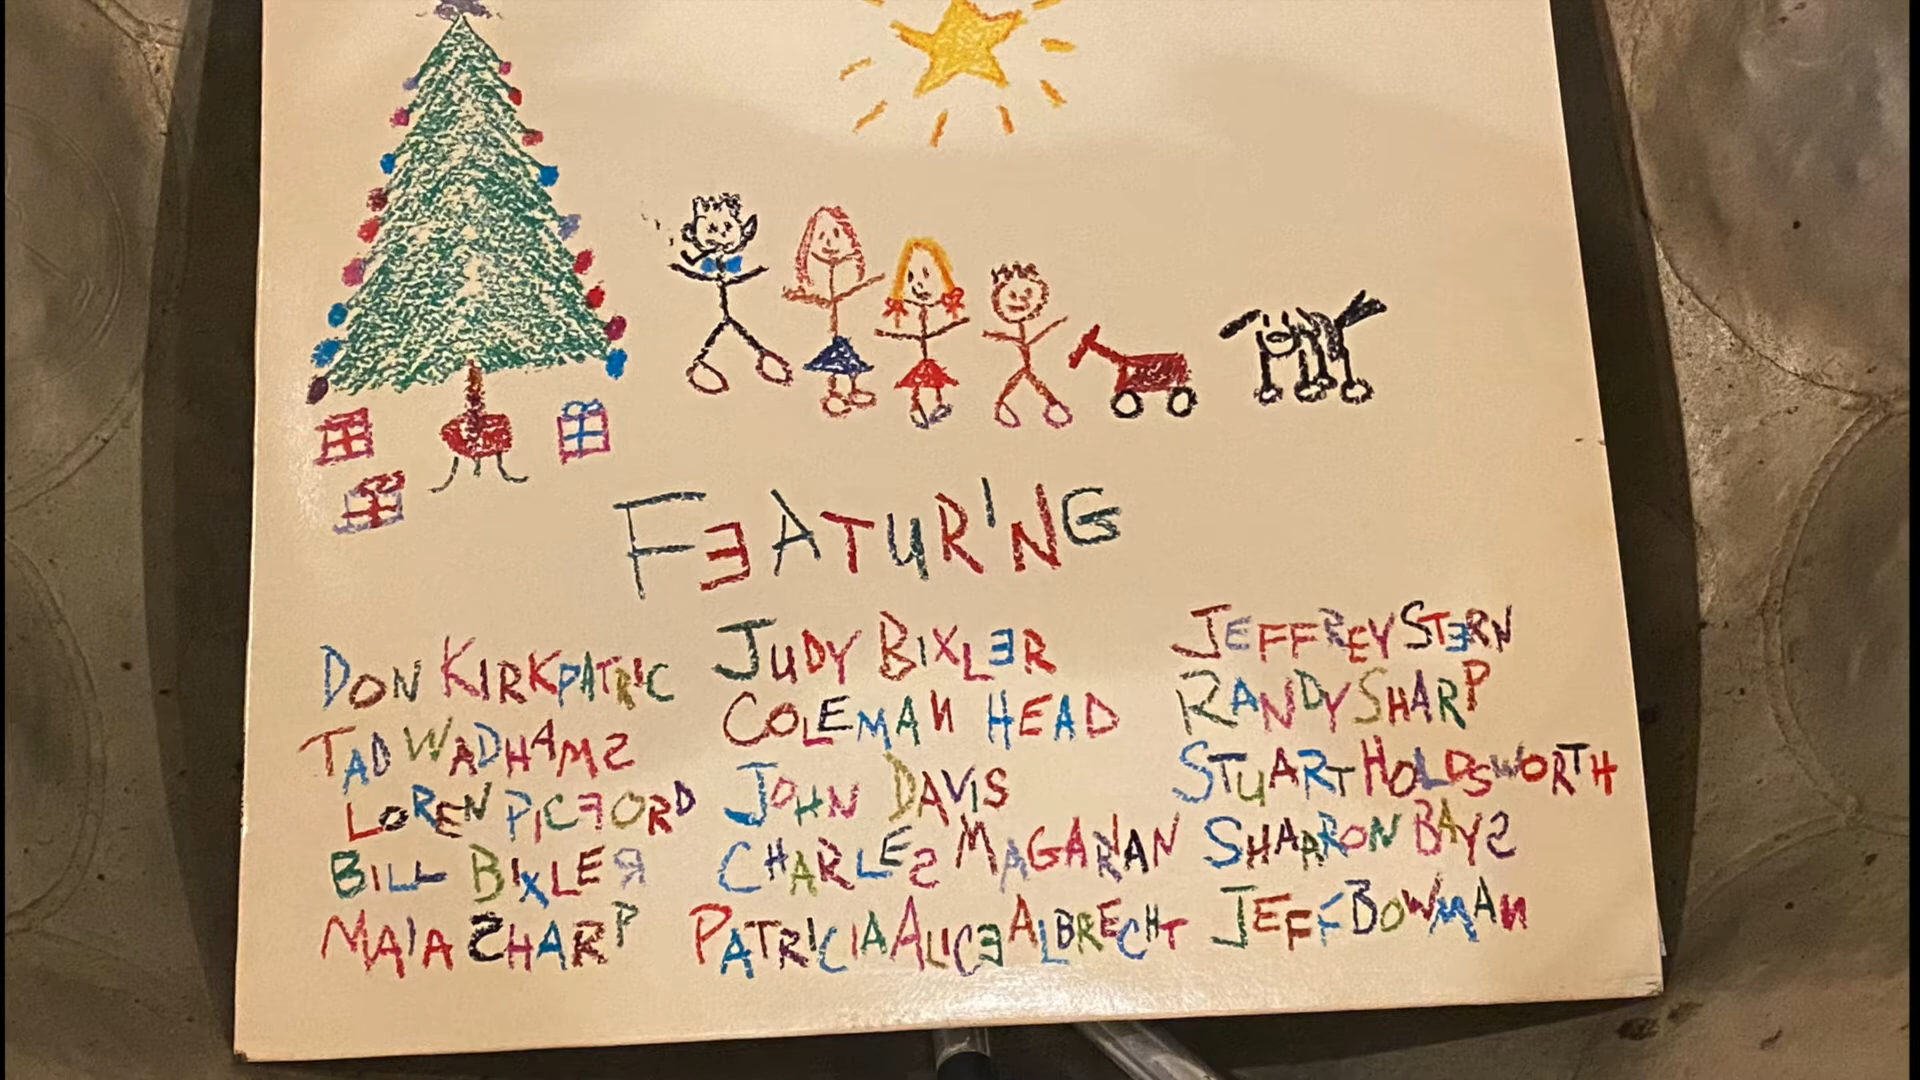 FEATURING
DON KIRKPATRIC
TAD WADHAMS
LOREN PICFORD
BILL BIXLER
MAIA SHARP
JUDY BIXLER
COLEMAN HEAD
JOHN DAVIS
CHARLES MAGARIAN
PATRICIA ALICE ALBRECHT
JEFFREY STERN
RANDY SHARP
STUART HOLDSWORTH
SHARRON BAYS
JEFF BOWMAN